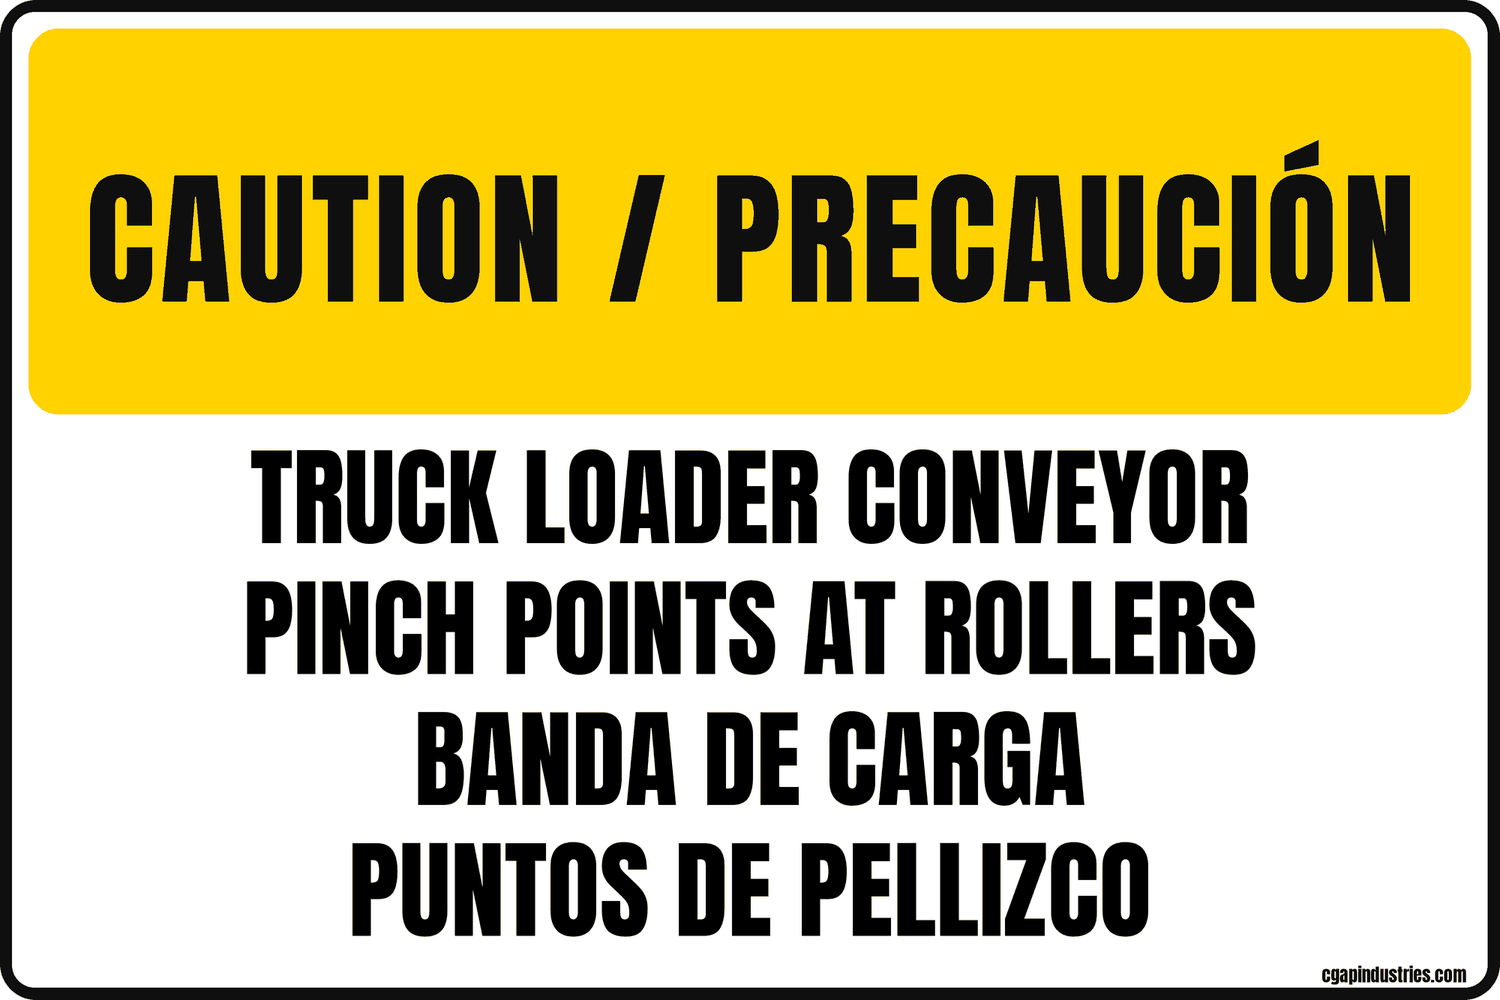 CAUTION / PRECAUCIÓN
TRUCK LOADER CONVEYOR
PINCH POINTS AT ROLLERS
BANDA DE CARGA
PUNTOS DE PELLIZCO
cgapindustries.com